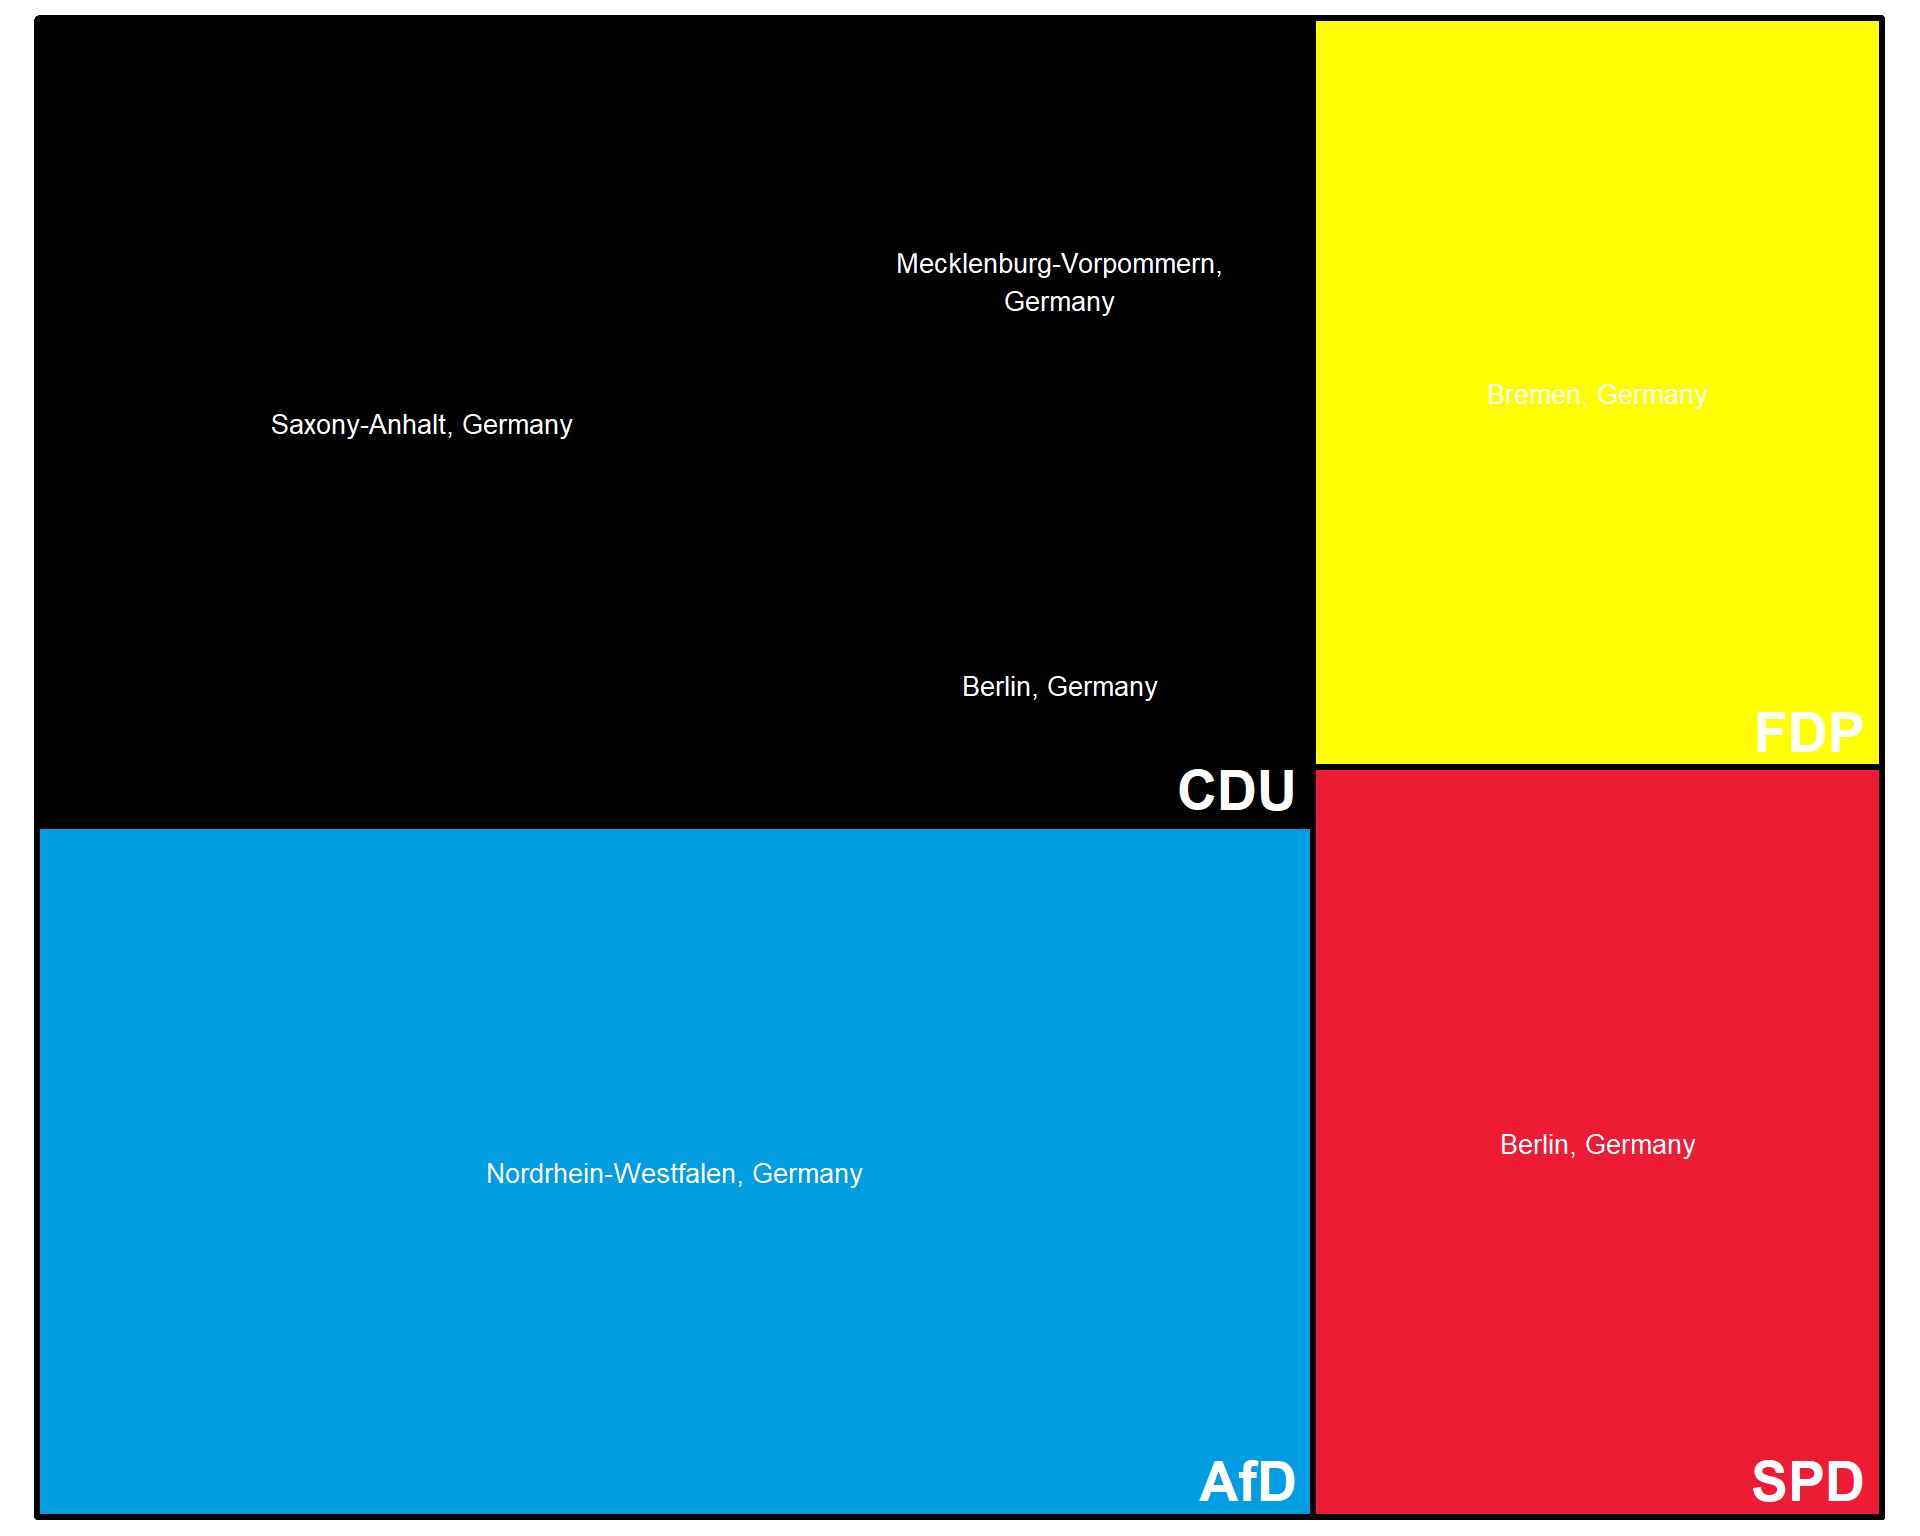 Mecklenburg-Vorpommern,
Germany
Saxony-Anhalt, Germany
Berlin, Germany
CDU
Bremen, Germany
FDP
Nordrhein-Westfalen, Germany
AfD
Berlin, Germany
SPD